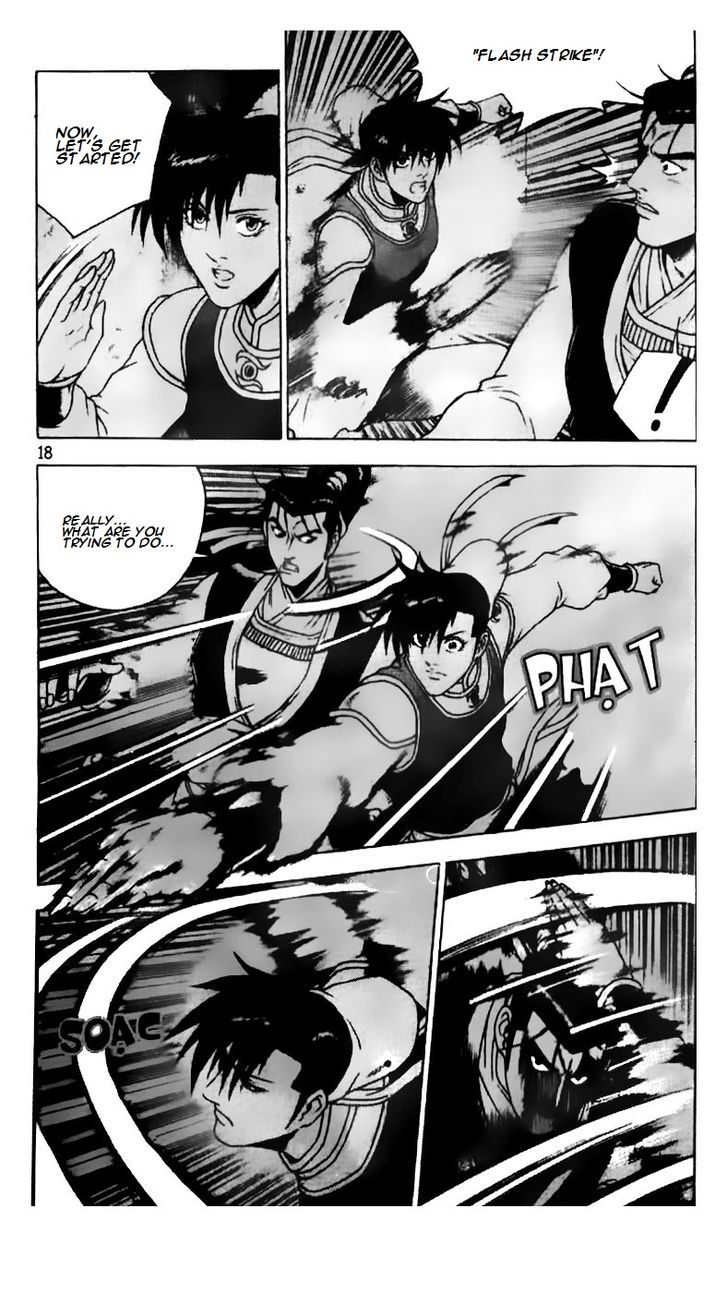 NOW,
LET'S GET
STARTED!
"FLASH STRIKE"!
!
18
REALLY...
WHAT ARE YOU
TRYING TO DO...
PHẠT
SOẠC